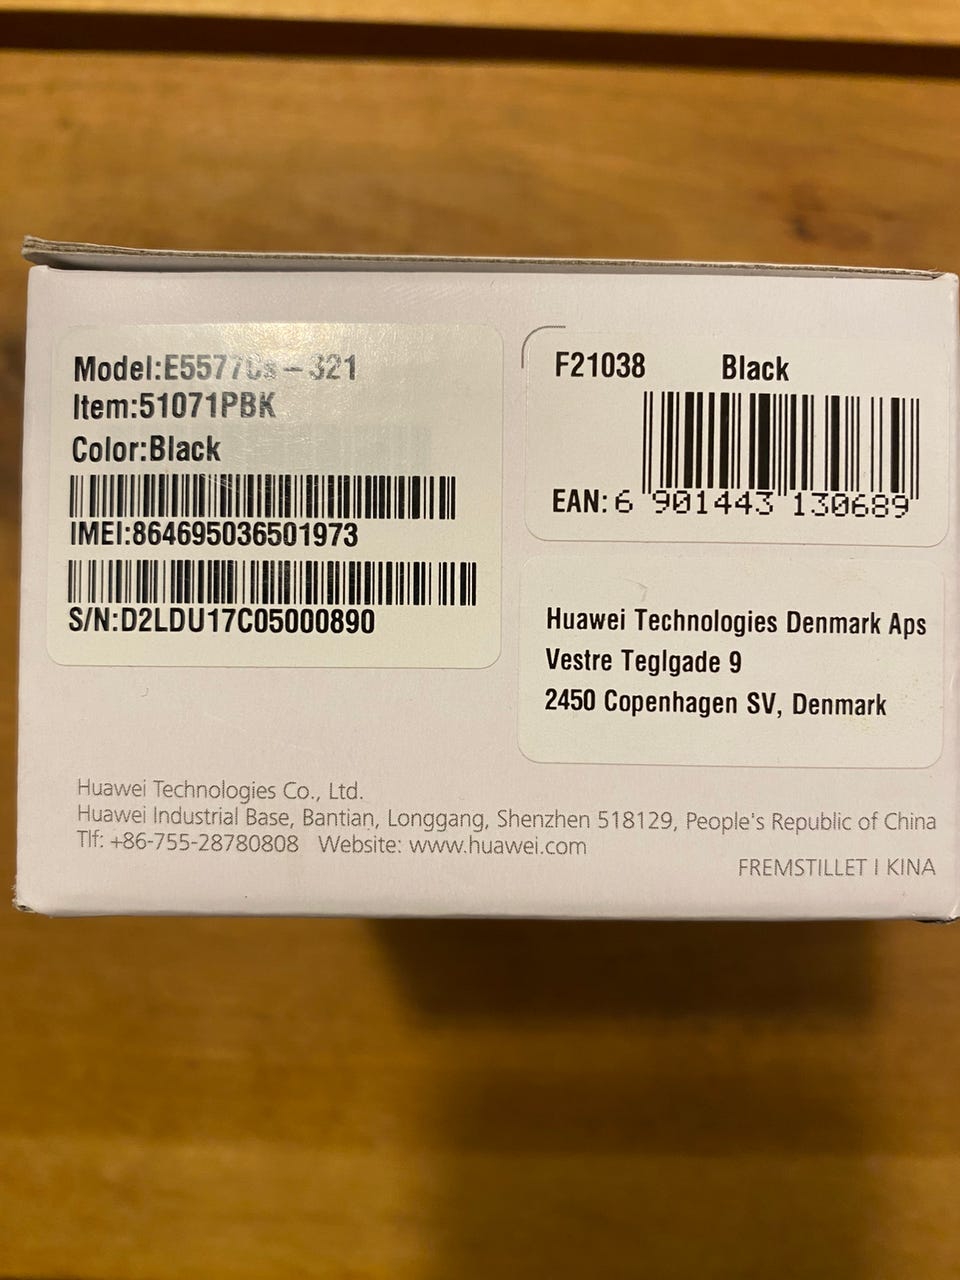 Model:E5577Cs-321
Item:51071PBK
Color:Black
IMEI:864695036501973
S/N:D2LDU17C05000890
F21038 Black
EAN: 6 901443 130689
Huawei Technologies Denmark Aps
Vestre Teglgade 9
2450 Copenhagen SV, Denmark
Huawei Technologies Co., Ltd.
Huawei Industrial Base, Bantian, Longgang, Shenzhen 518129, People's Republic of China
Tlf: +86-755-28780808 Website: www.huawei.com
FREMSTILLET I KINA